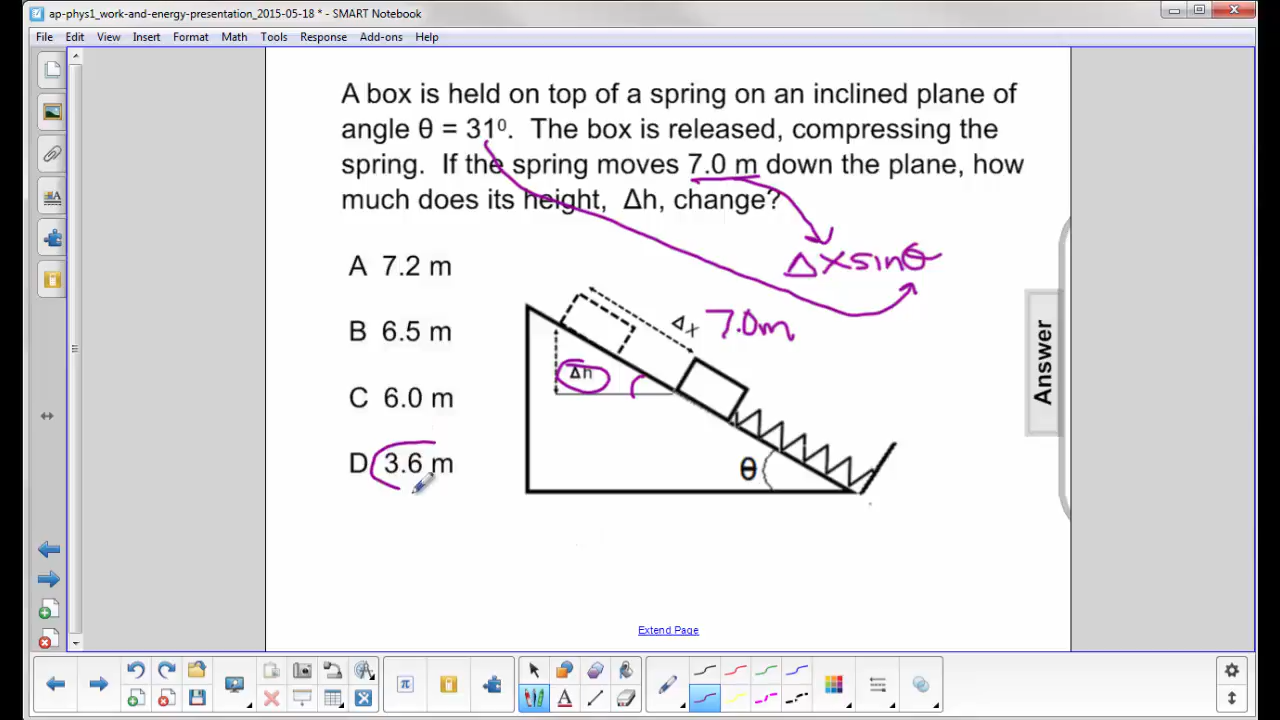 ap-phys1_work-and-energy-presentation_2015-05-18 * - SMART Notebook
File Edit View Insert Format Math Tools Response Add-ons Help
A box is held on top of a spring on an inclined plane of
angle θ = 31⁰. The box is released, compressing the
spring. If the spring moves 7.0 m down the plane, how
much does its height, Δh, change?
Δxsinθ
A 7.2 m
B 6.5 m
C 6.0 m
D 3.6 m
Δx 7.0m
Δh
θ
Answer
Extend Page
π
A